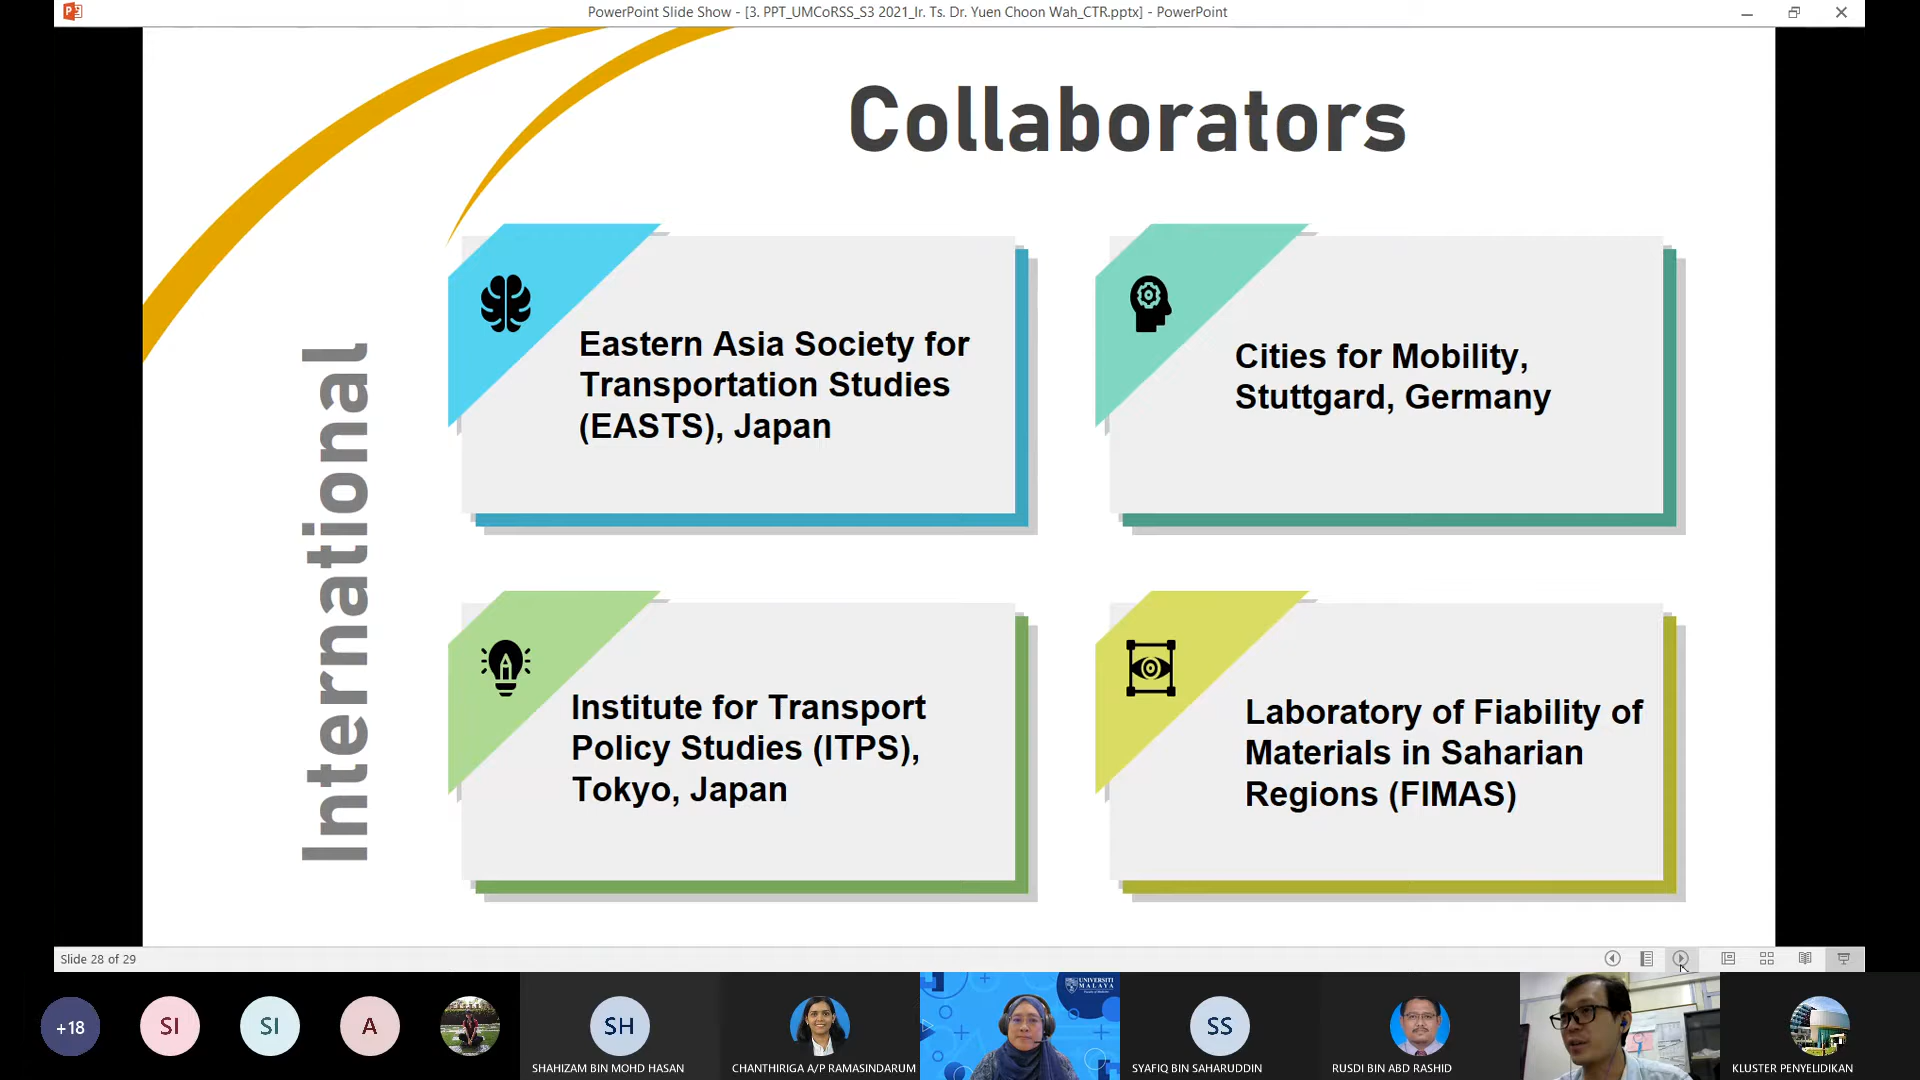 PowerPoint Slide Show - [3. PPT_UMCoRSS_S3 2021_Ir. Ts. Dr. Yuen Choon Wah_CTR.pptx] - PowerPoint
Collaborators
International
Eastern Asia Society for
Transportation Studies
(EASTS), Japan
Cities for Mobility,
Stuttgard, Germany
Institute for Transport
Policy Studies (ITPS),
Tokyo, Japan
Laboratory of Fiability of
Materials in Saharian
Regions (FIMAS)
Slide 28 of 29
+18
SI
SI
A
SH
SHAHIZAM BIN MOHD HASAN
CHANTHIRIGA A/P RAMASINDARUM
UNIVERSITI
MALAYA
SS
SYAFIQ BIN SAHARUDDIN
RUSDI BIN ABD RASHID
KLUSTER PENYELIDIKAN